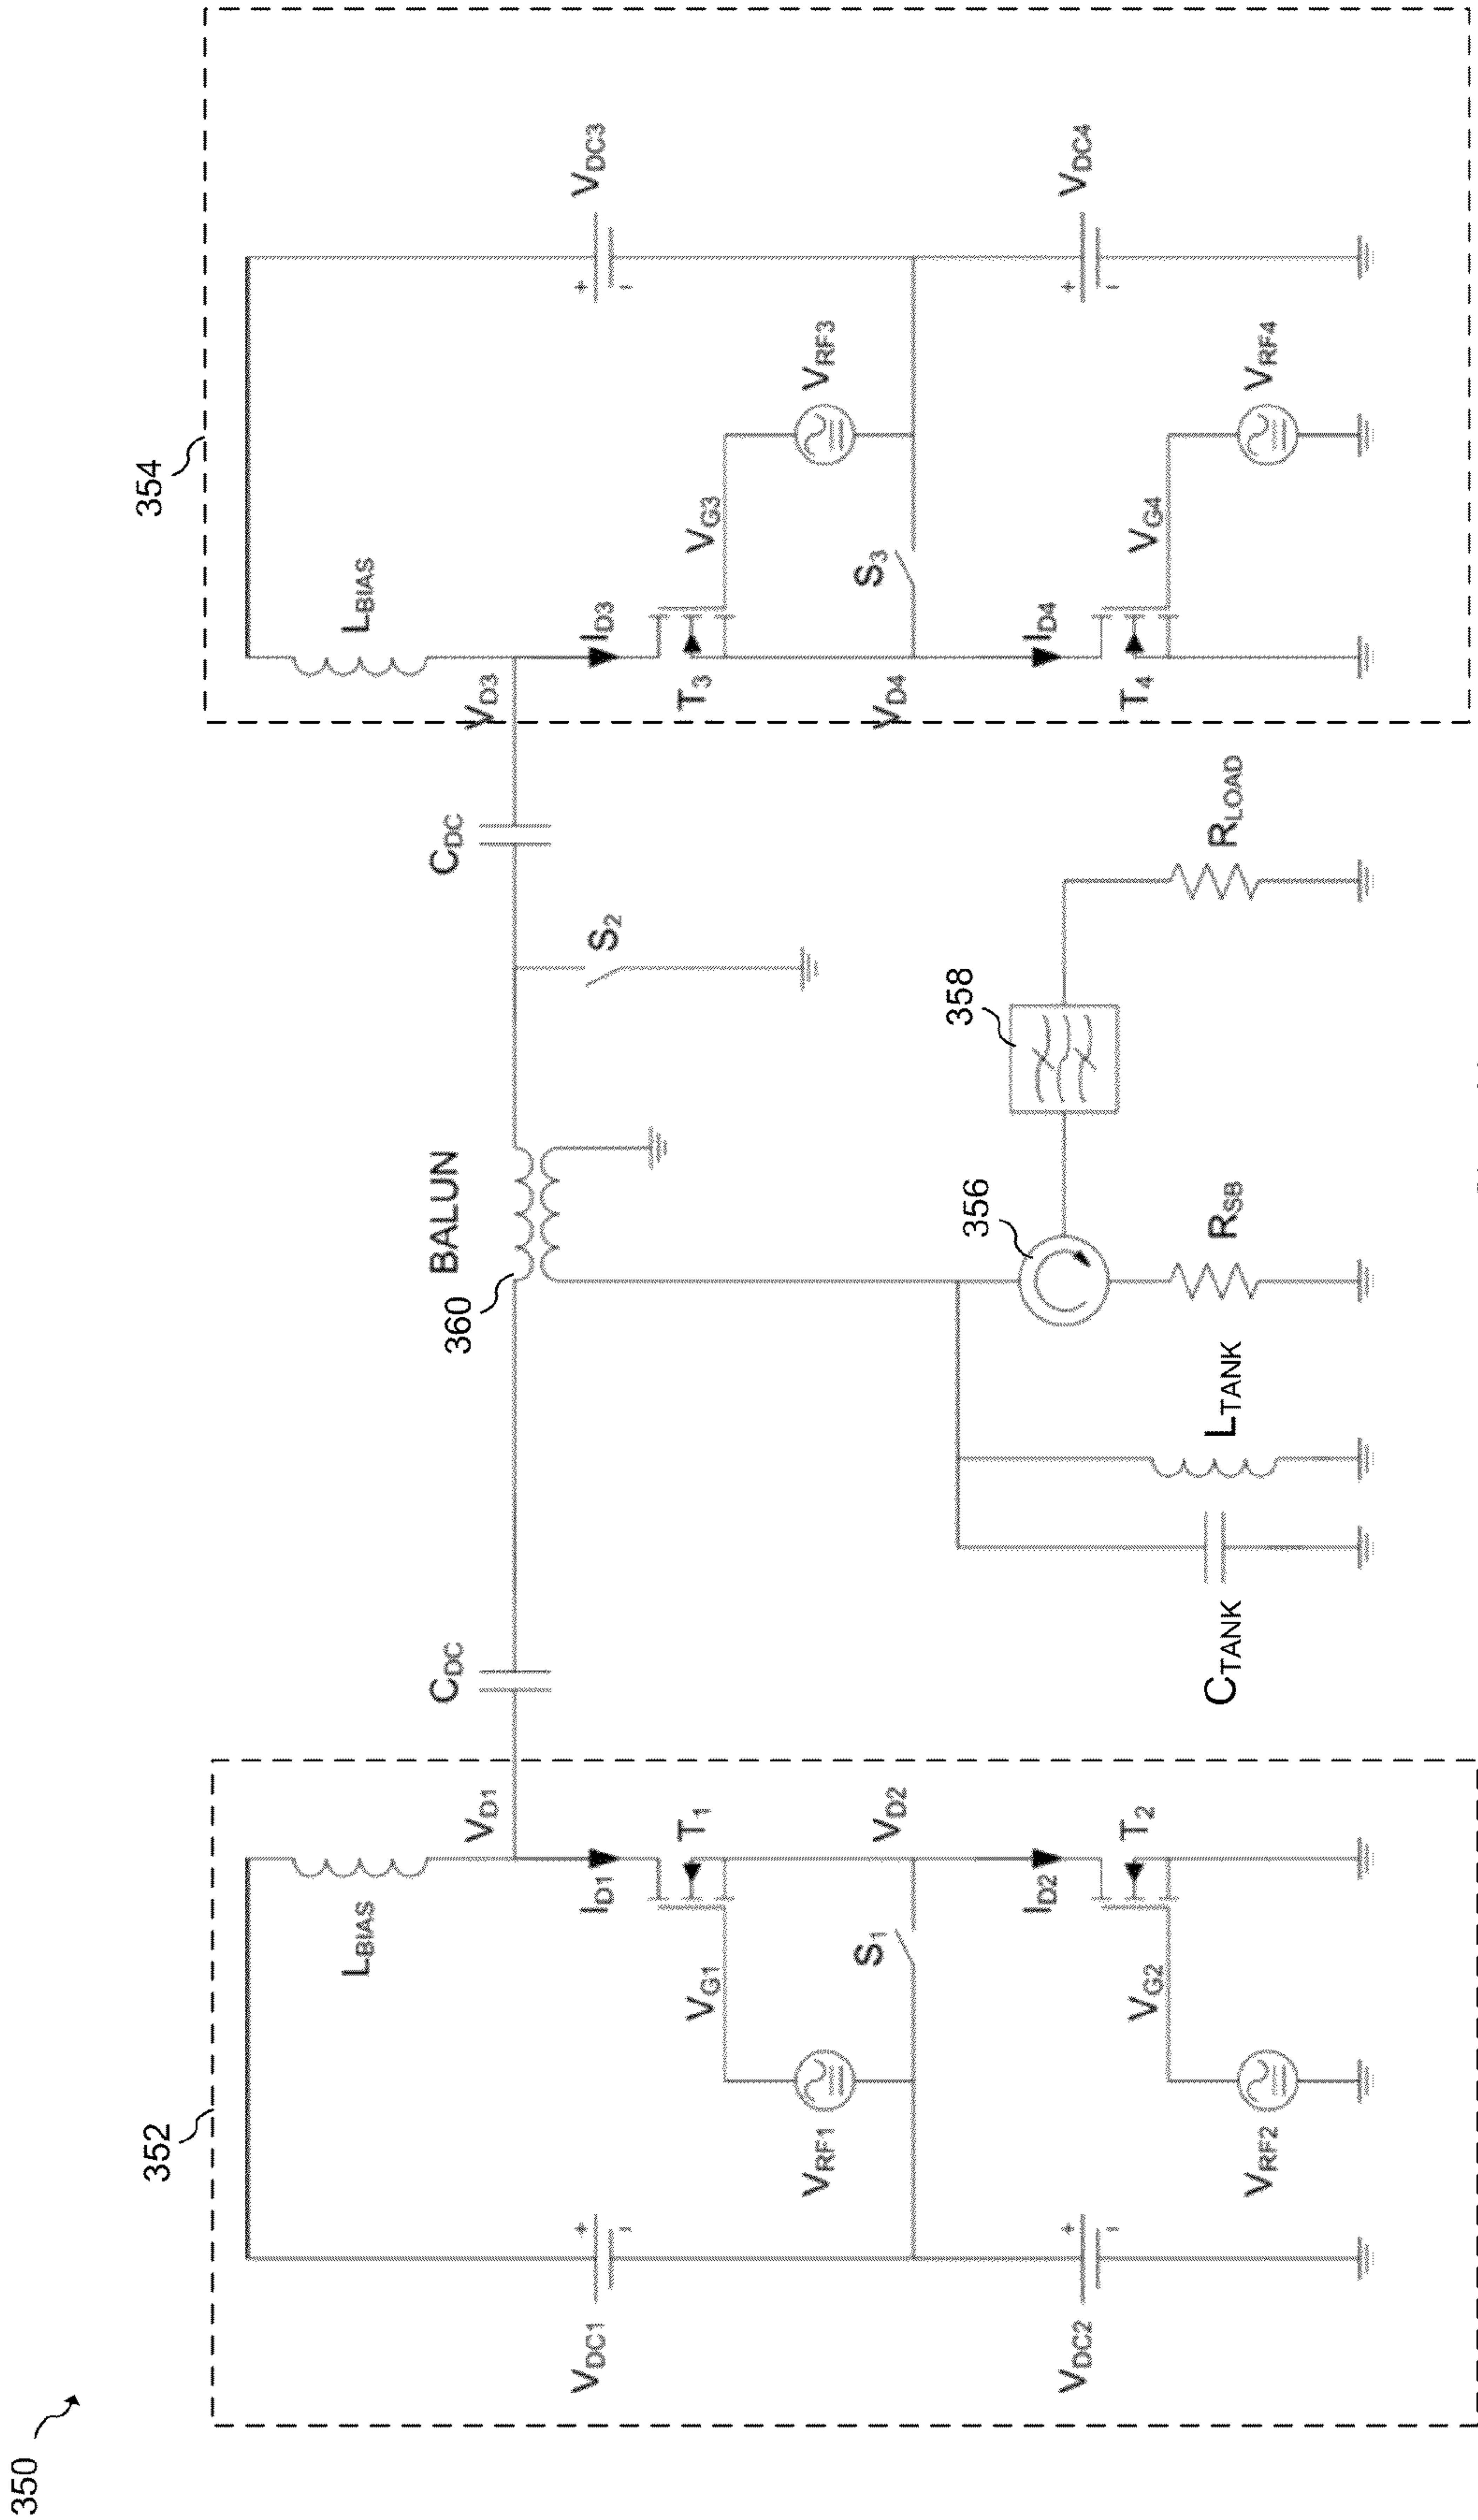 350
352
354
LBIAS
LBIAS
VD1
CDC
360
BALUN
CDC
VD3
VDC1
+
-
ID1
T1
VG1
VRF1
S1
VD2
S2
ID3
T3
VG3
VRF3
S3
VD4
+
-
VDC3
VDC2
+
-
ID2
T2
VG2
VRF2
CTANK
LTANK
356
RSB
358
RLOAD
ID4
T4
VG4
VRF4
+
-
VDC4